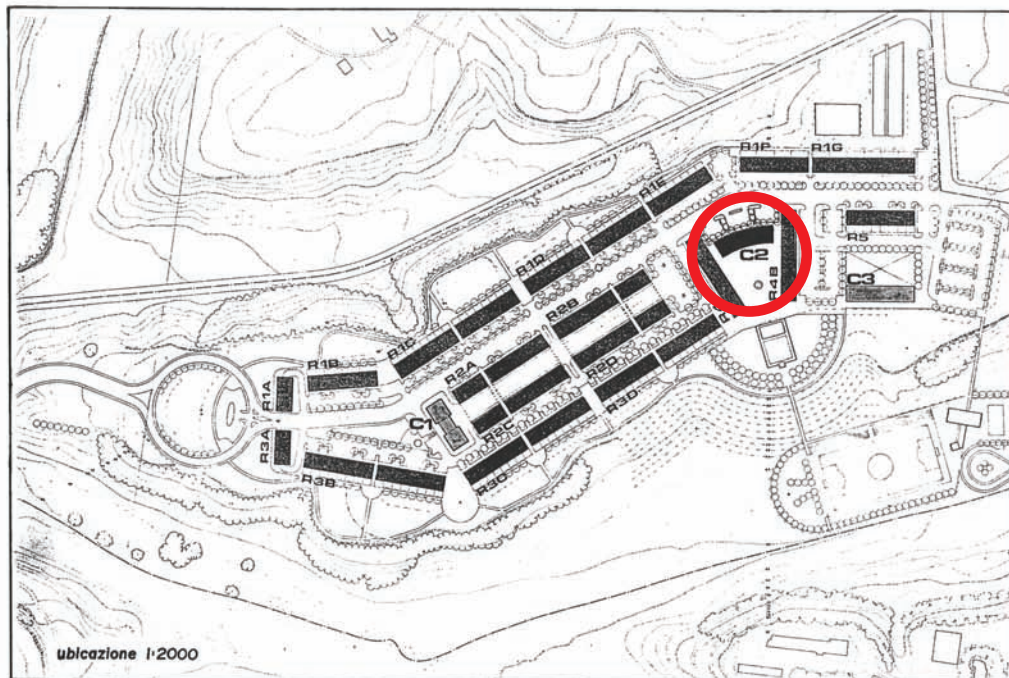 R1F R1G
R1E
R1D
C2
R5
R4B
C3
R2B
R1B
R1C
R2A
R1A
R2D
R3D
C1
R3A
R2C
R3B
R3C
ubicazione 1:2000